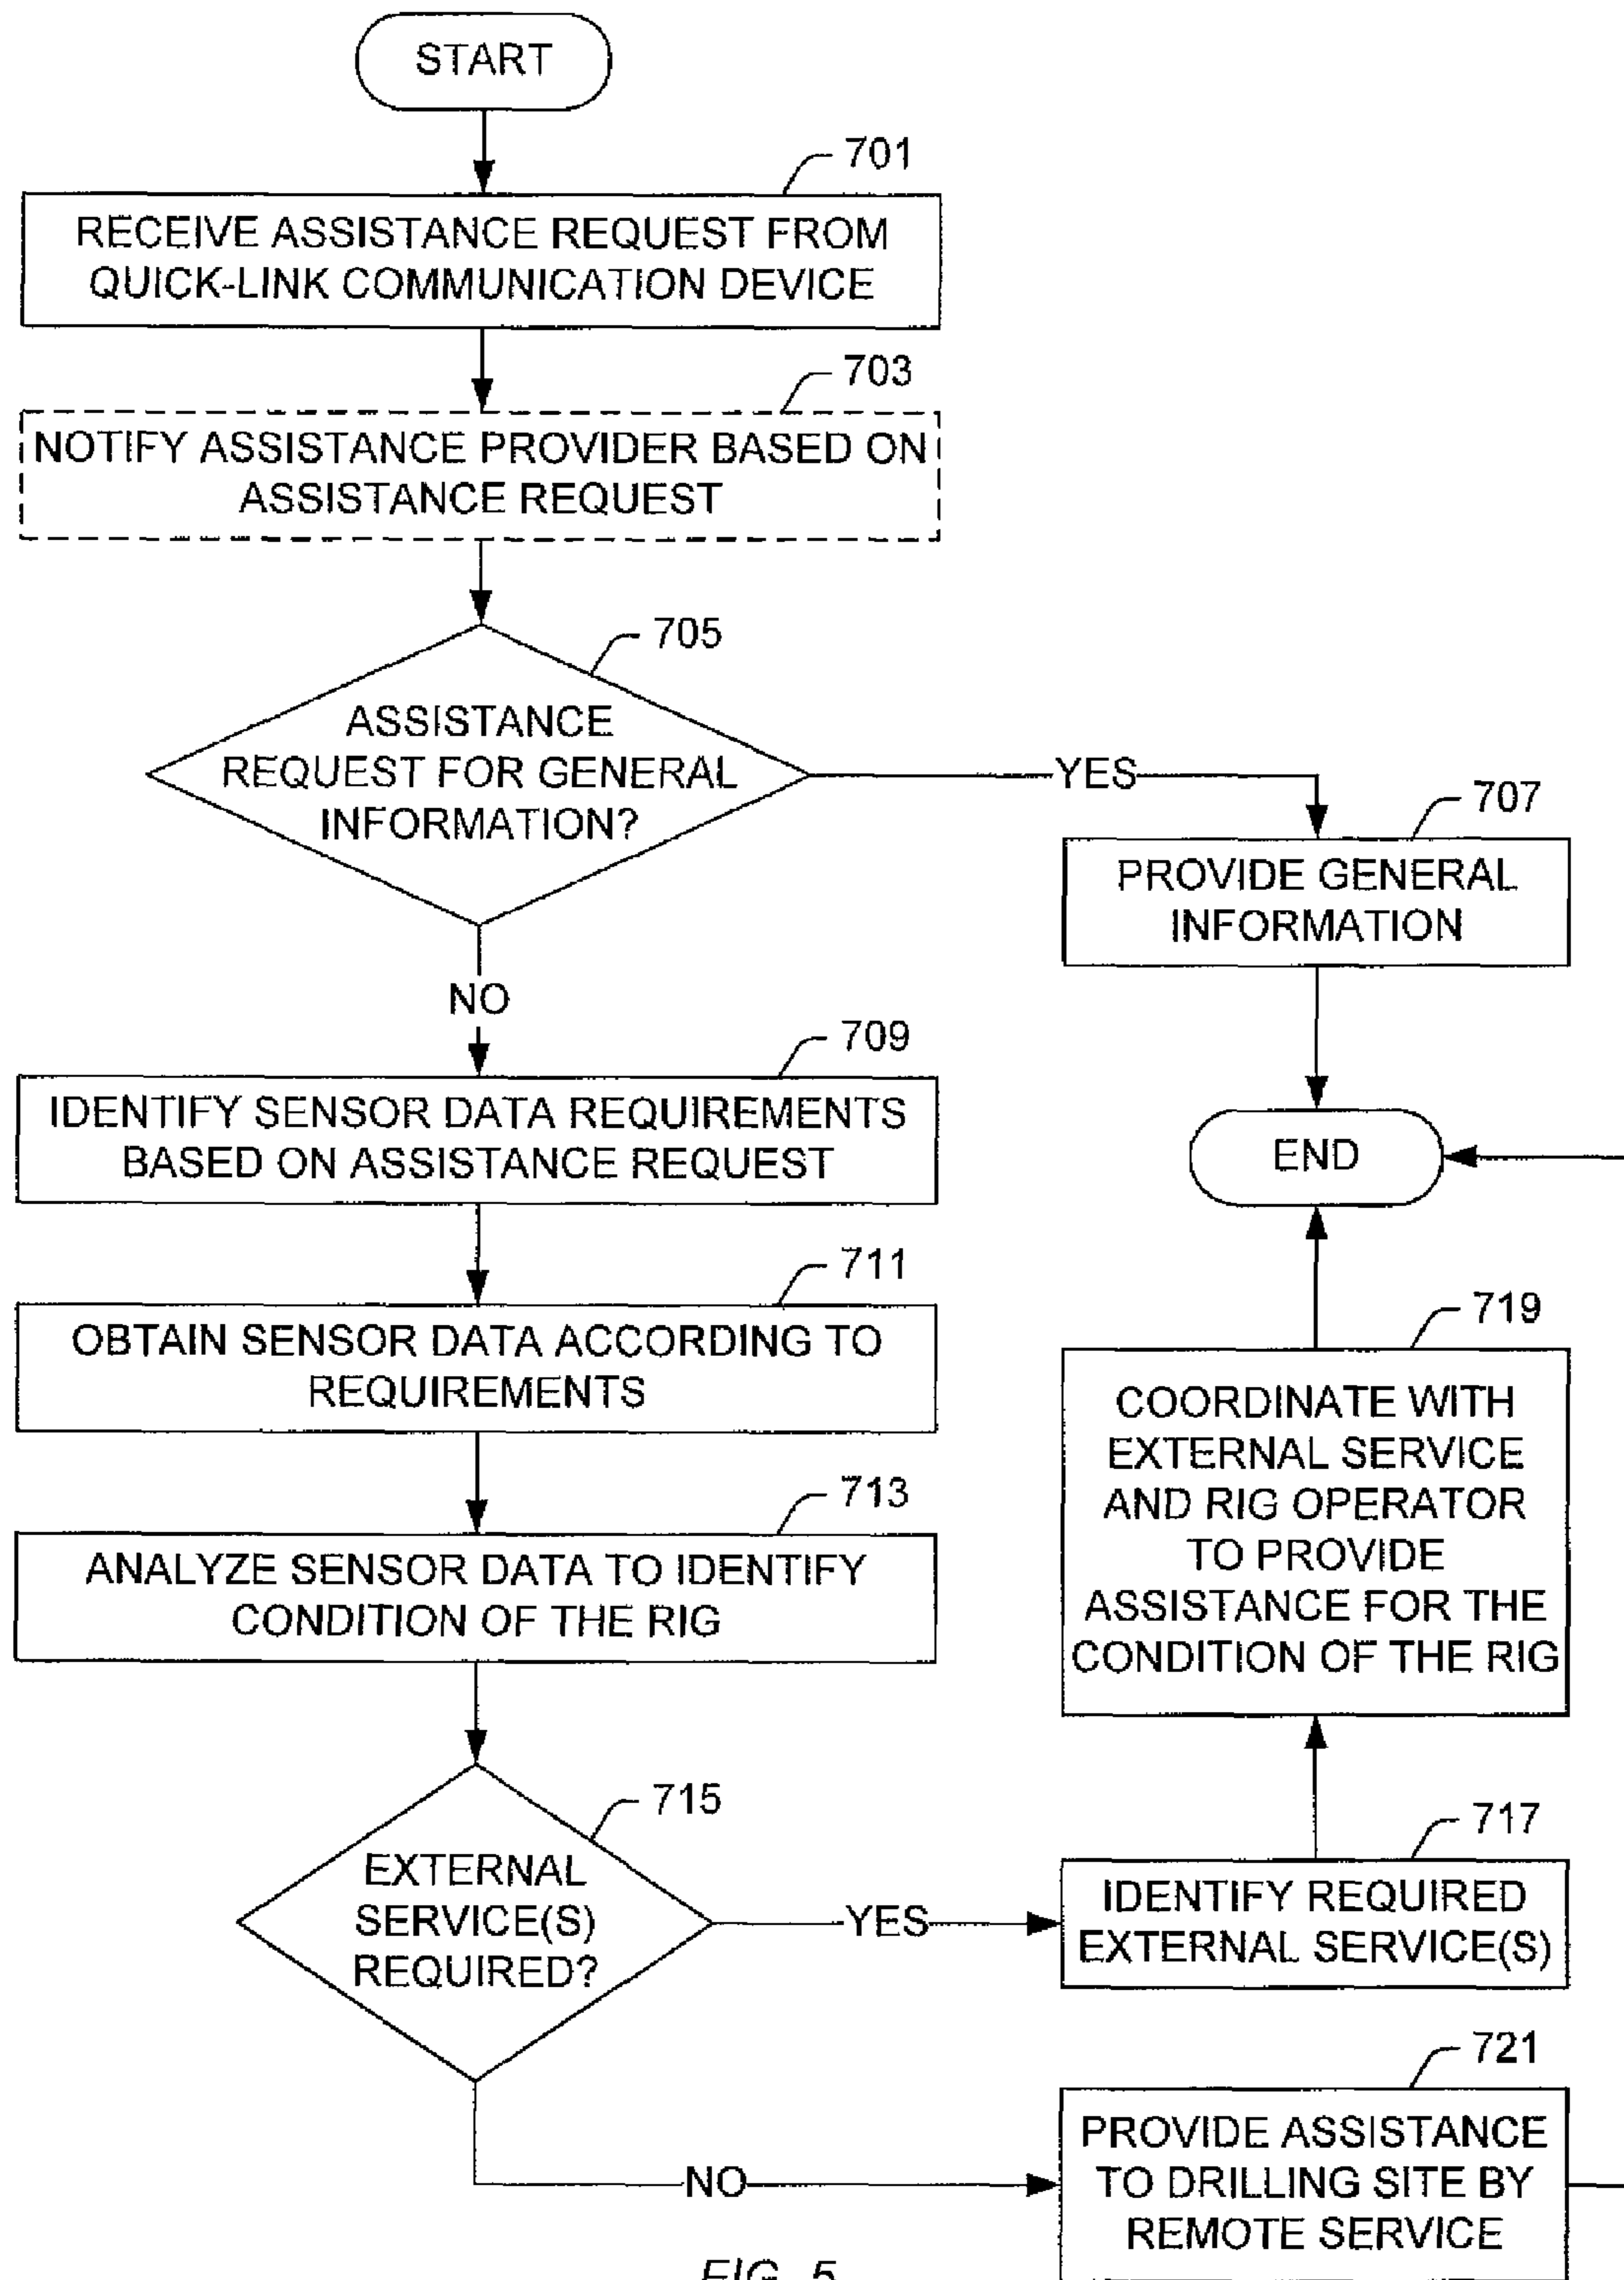 START
701
RECEIVE ASSISTANCE REQUEST FROM
QUICK-LINK COMMUNICATION DEVICE
703
NOTIFY ASSISTANCE PROVIDER BASED ON
ASSISTANCE REQUEST
705
ASSISTANCE
REQUEST FOR GENERAL
INFORMATION?
YES
707
PROVIDE GENERAL
INFORMATION
NO
709
IDENTIFY SENSOR DATA REQUIREMENTS
BASED ON ASSISTANCE REQUEST
END
711
OBTAIN SENSOR DATA ACCORDING TO
REQUIREMENTS
713
ANALYZE SENSOR DATA TO IDENTIFY
CONDITION OF THE RIG
719
COORDINATE WITH
EXTERNAL SERVICE
AND RIG OPERATOR
TO PROVIDE
ASSISTANCE FOR THE
CONDITION OF THE RIG
715
EXTERNAL
SERVICE(S)
REQUIRED?
YES
717
IDENTIFY REQUIRED
EXTERNAL SERVICE(S)
NO
721
PROVIDE ASSISTANCE
TO DRILLING SITE BY
REMOTE SERVICE
FIG. 5